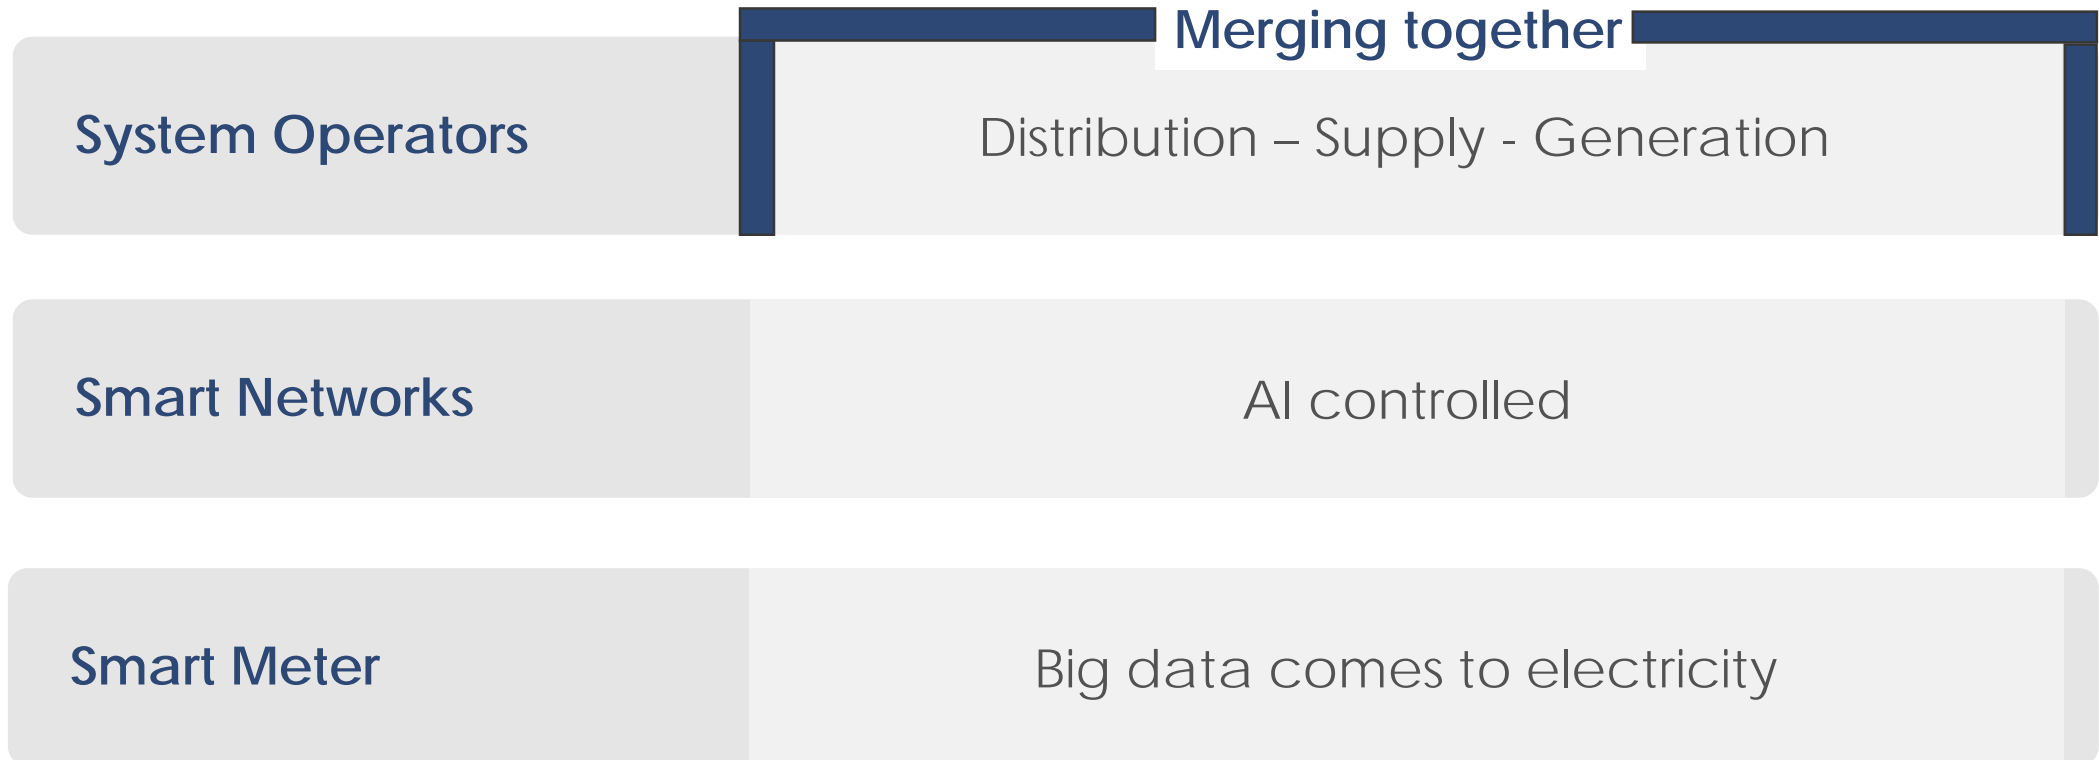 Merging together
System Operators
Distribution – Supply - Generation
Smart Networks
AI controlled
Smart Meter
Big data comes to electricity